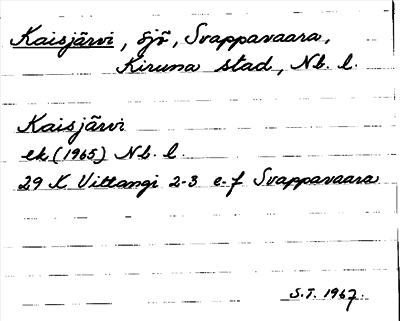 Kaisjärvi, sjö, Svappavaara,
Kiruna stad, Nb. l.
Kaisjärvi
ek (1965) Nb. l.
29 K Vittangi 2-3 e-f Svappavaara
S.T. 1967.